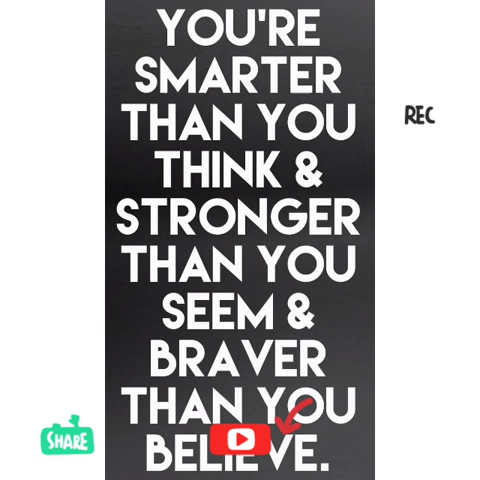 YOU'RE
SMARTER
THAN YOU
REC
THINK &
STRONGER
THAN YOU
SEEM &
BRAVER
THAN YOU
BELIEVE.
SHARE